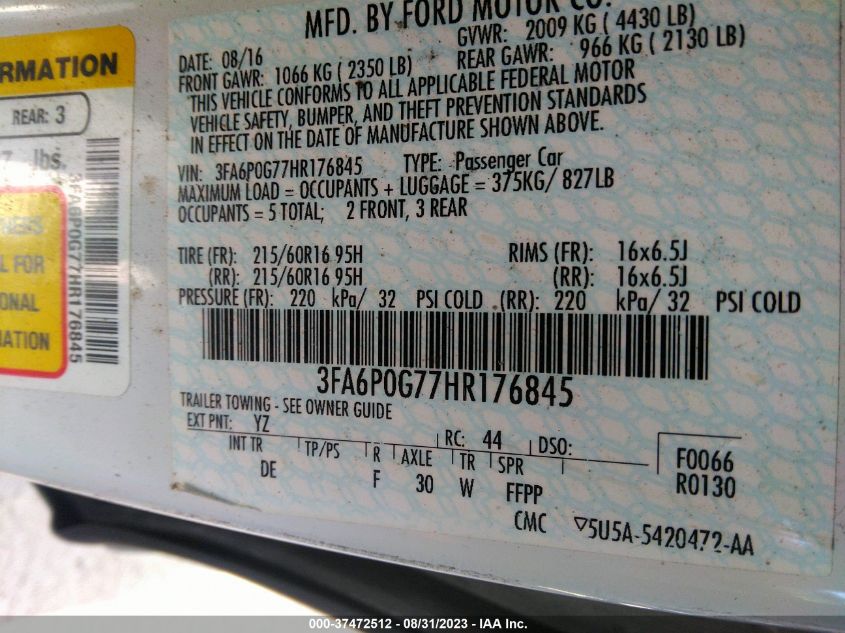 MFD. BY FORD MOTOR CO.
DATE: 08/16
GVWR: 2009 KG ( 4430 LB)
FRONT GAWR: 1066 KG ( 2350 LB)
REAR GAWR: 966 KG ( 2130 LB)
THIS VEHICLE CONFORMS TO ALL APPLICABLE FEDERAL MOTOR
VEHICLE SAFETY, BUMPER, AND THEFT PREVENTION STANDARDS
IN EFFECT ON THE DATE OF MANUFACTURE SHOWN ABOVE.
VIN: 3FA6P0G77HR176845 TYPE: Passenger Car
MAXIMUM LOAD = OCCUPANTS + LUGGAGE = 375KG/ 827LB
OCCUPANTS = 5 TOTAL; 2 FRONT, 3 REAR
TIRE (FR): 215/60R16 95H RIMS (FR): 16x6.5J
(RR): 215/60R16 95H (RR): 16x6.5J
PRESSURE (FR): 220 kPa/ 32 PSI COLD (RR): 220 kPa/ 32 PSI COLD
3FA6P0G77HR176845
TRAILER TOWING - SEE OWNER GUIDE
EXT PNT: YZ RC: 44 DSO:
INT TR TP/PS R AXLE TR SPR
DE F 30 W FFPP
F0066
R0130
CMC ▽5U5A-5420472-AA
REAR: 3
lbs.
3FA6P0G77HR176845
FOR
000-37472512 - 08/31/2023 - IAA Inc.